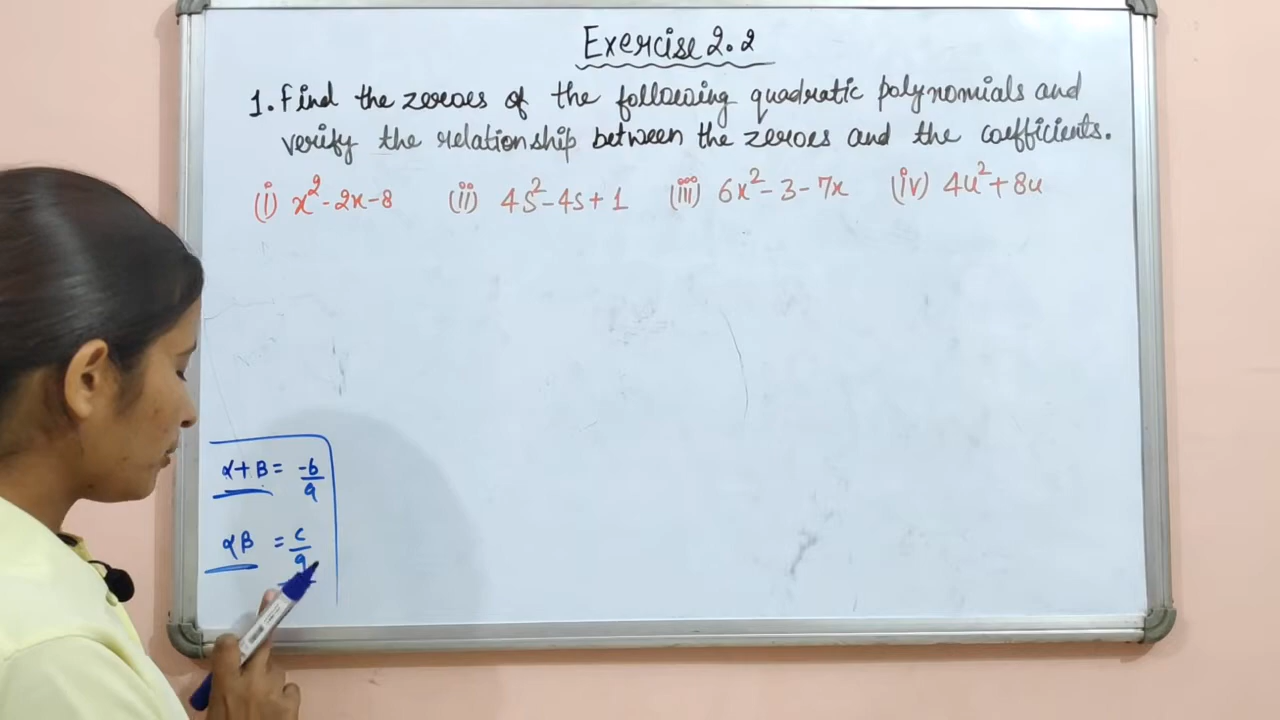 Exercise 2.2
1. Find the zeroes of the following quadratic polynomials and
verify the relationship between the zeroes and the coefficients.
(i) x² - 2x - 8 (ii) 4s² - 4s + 1 (iii) 6x² - 3 - 7x (iv) 4u² + 8u
α + β = -b/a
αβ = c/a